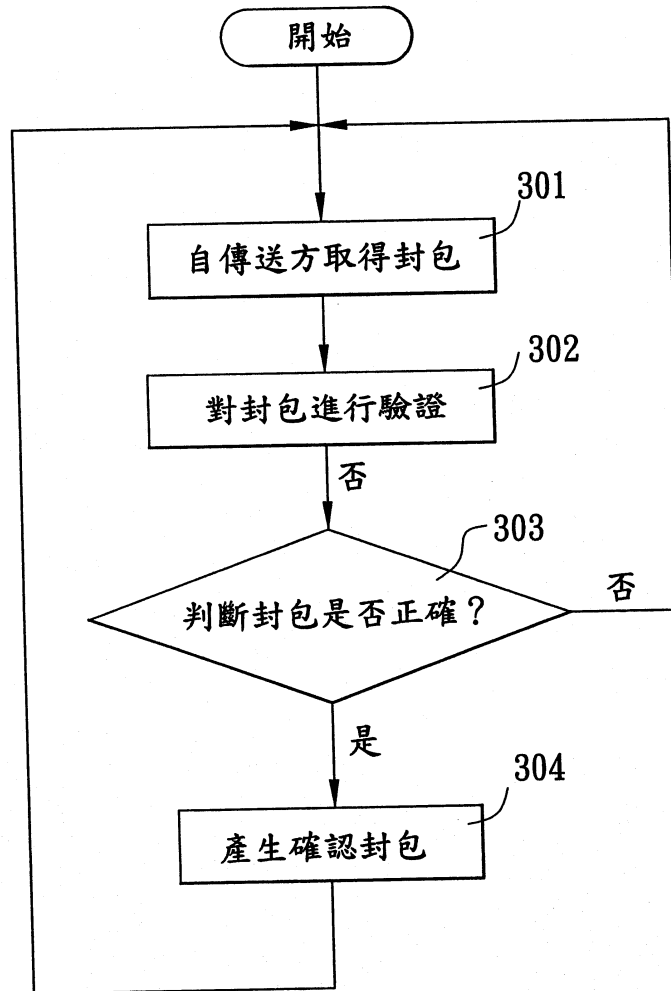 開始
301
自傳送方取得封包
302
對封包進行驗證
否
303
判斷封包是否正確？
否
是
304
產生確認封包